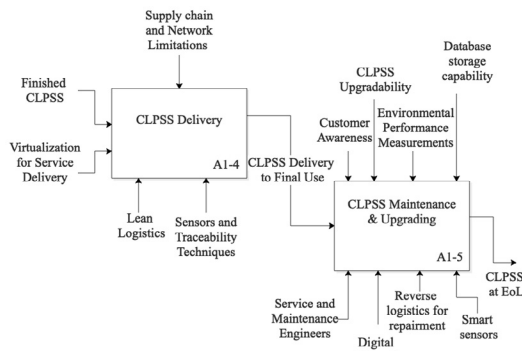 Supply chain
and Network
Limitations
Finished
CLPSS
CLPSS Delivery
Virtualization
for Service
Delivery
A1-4
Lean
Logistics
Sensors and
Traceability
Techniques
CLPSS Delivery
to Final Use
CLPSS
Upgradability
Database
storage
capability
Customer
Awareness
Environmental
Performance
Measurements
CLPSS Maintenance
& Upgrading
A1-5
CLPSS
at EoL
Service and
Maintenance
Engineers
Digital
Reverse
logistics for
repairment
Smart
sensors